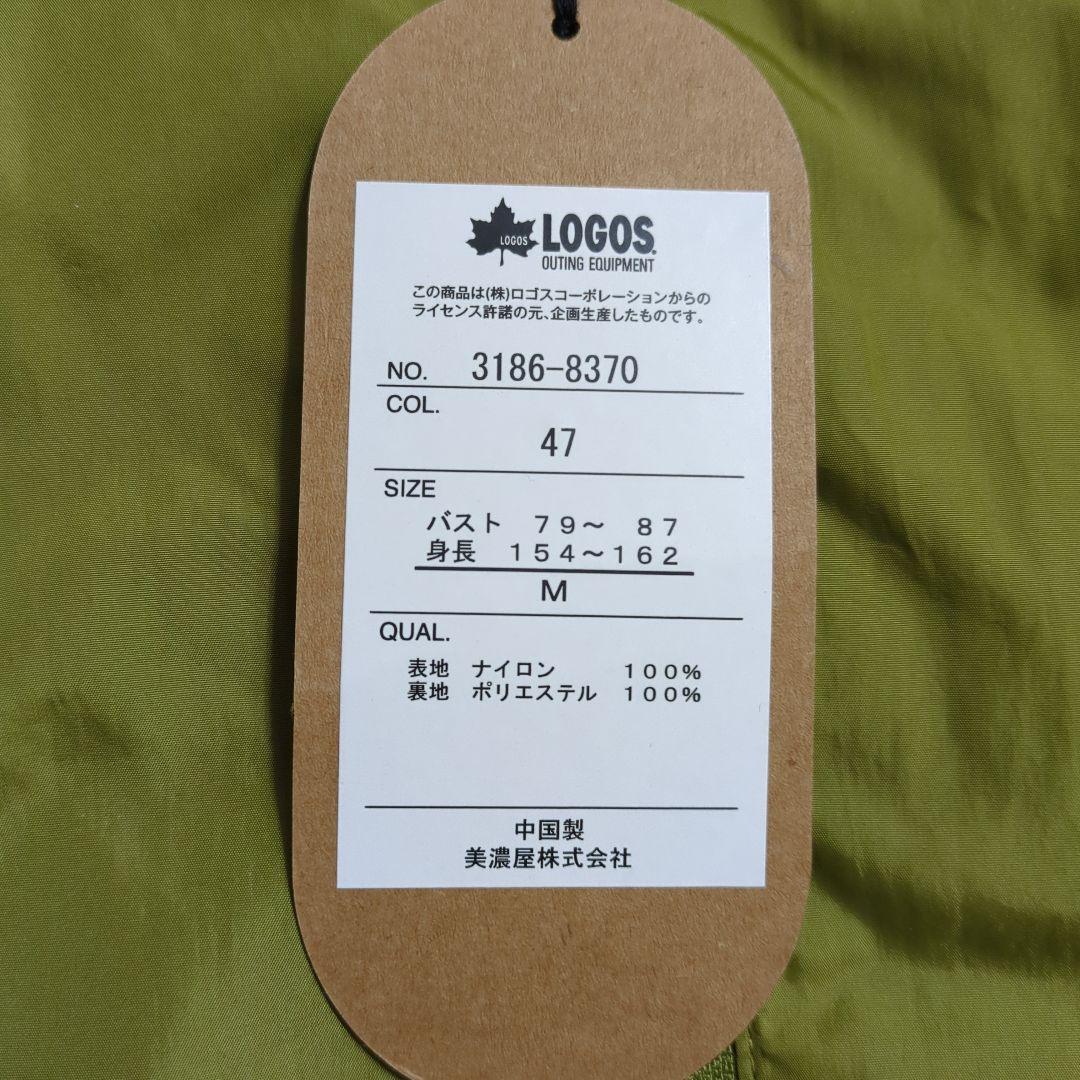 LOGOS
LOGOS
OUTING EQUIPMENT
この商品は(株)ロゴスコーポレーションからの
ライセンス許諾の元、企画生産したものです。
NO. 3186-8370
COL.
47
SIZE
バスト 79〜 87
身長 154〜162
M
QUAL.
表地 ナイロン 100%
裏地 ポリエステル 100%
中国製
美濃屋株式会社